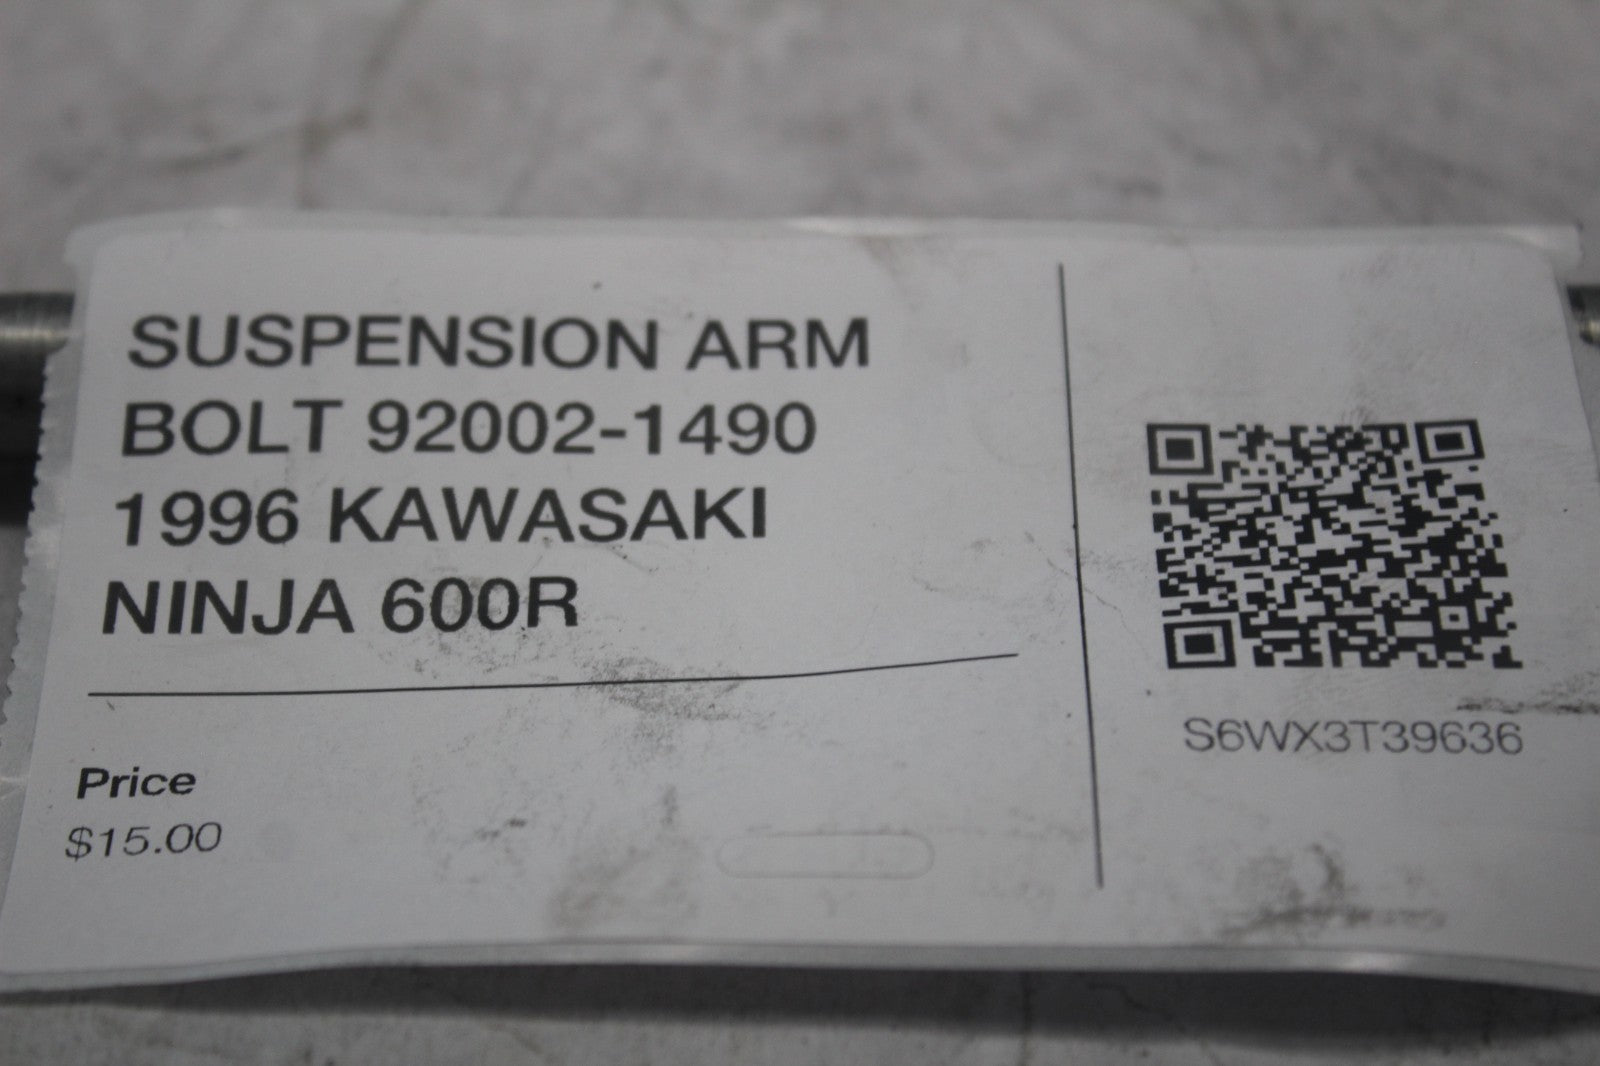 SUSPENSION ARM
BOLT 92002-1490
1996 KAWASAKI
NINJA 600R
Price
$15.00
S6WX3T39636